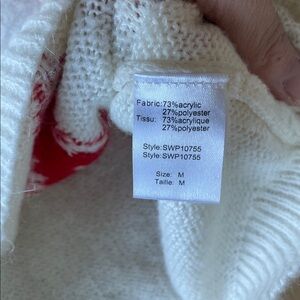 Fabric:73%acrylic
27%polyester
Tissu: 73%acrylique
27%polyester
Style:SWP10755
Style:SWP10755
Size: M
Taille: M